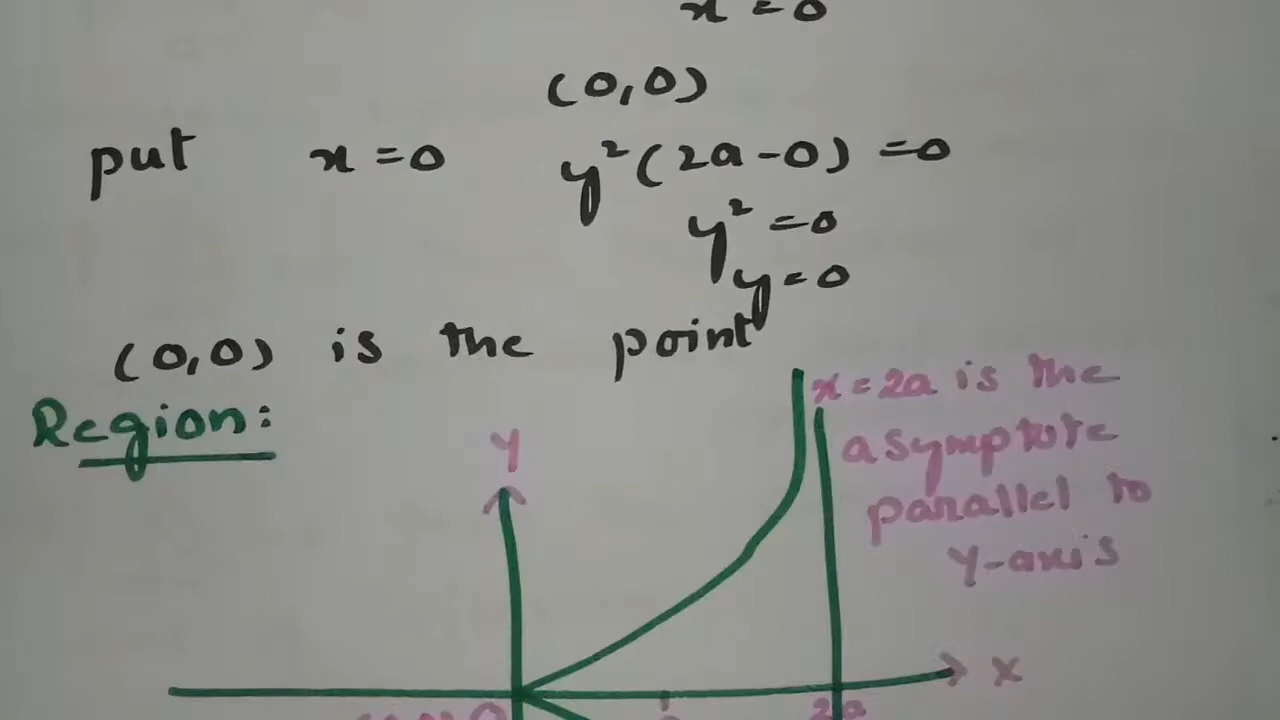 x = 0
(0,0)
put x = 0 y²(2a - 0) = 0
y² = 0
y = 0
(0,0) is the point
Region:
x = 2a is the
asymptote
parallel to
Y-axis
Y
X
2a